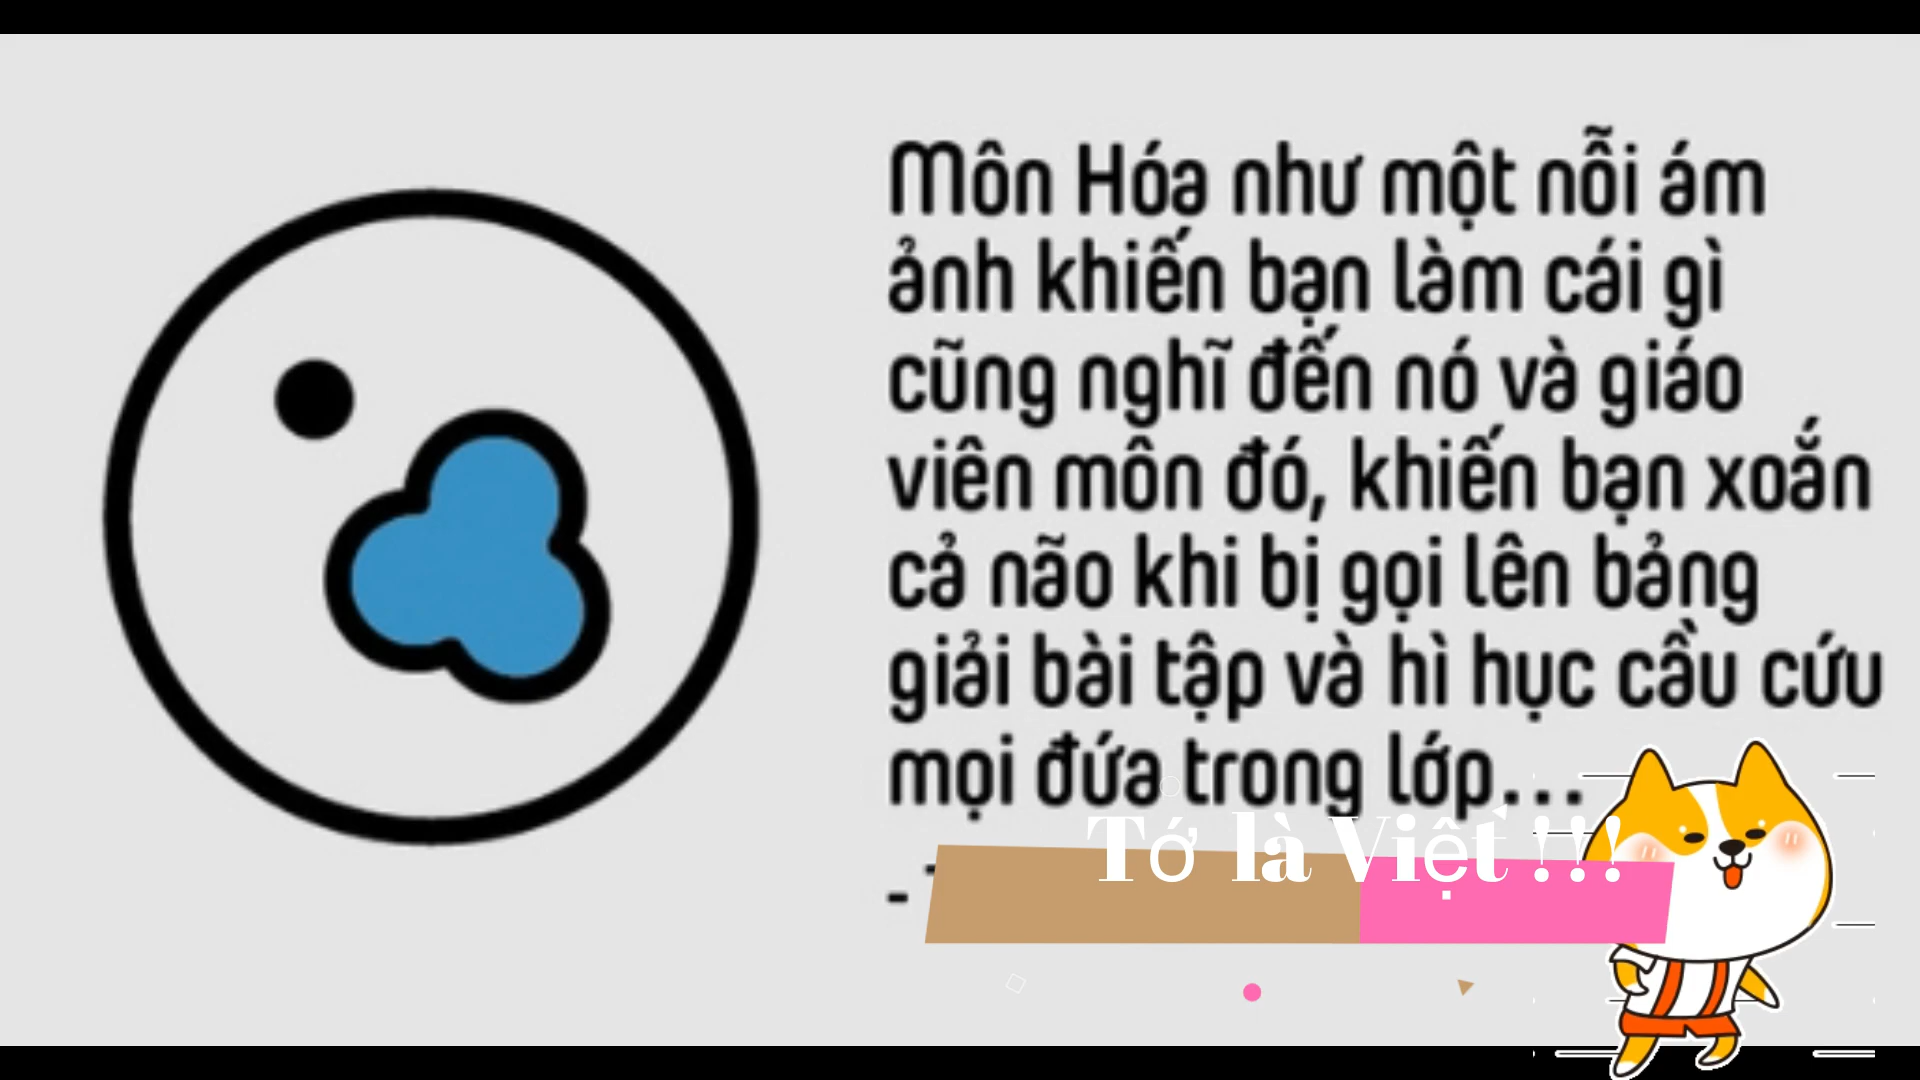 Môn Hóa như một nỗi ám
ảnh khiến bạn làm cái gì
cũng nghĩ đến nó và giáo
viên môn đó, khiến bạn xoắn
cả não khi bị gọi lên bảng
giải bài tập và hì hục cầu cứu
mọi đứa trong lớp...
Tớ là Việt !!!
-